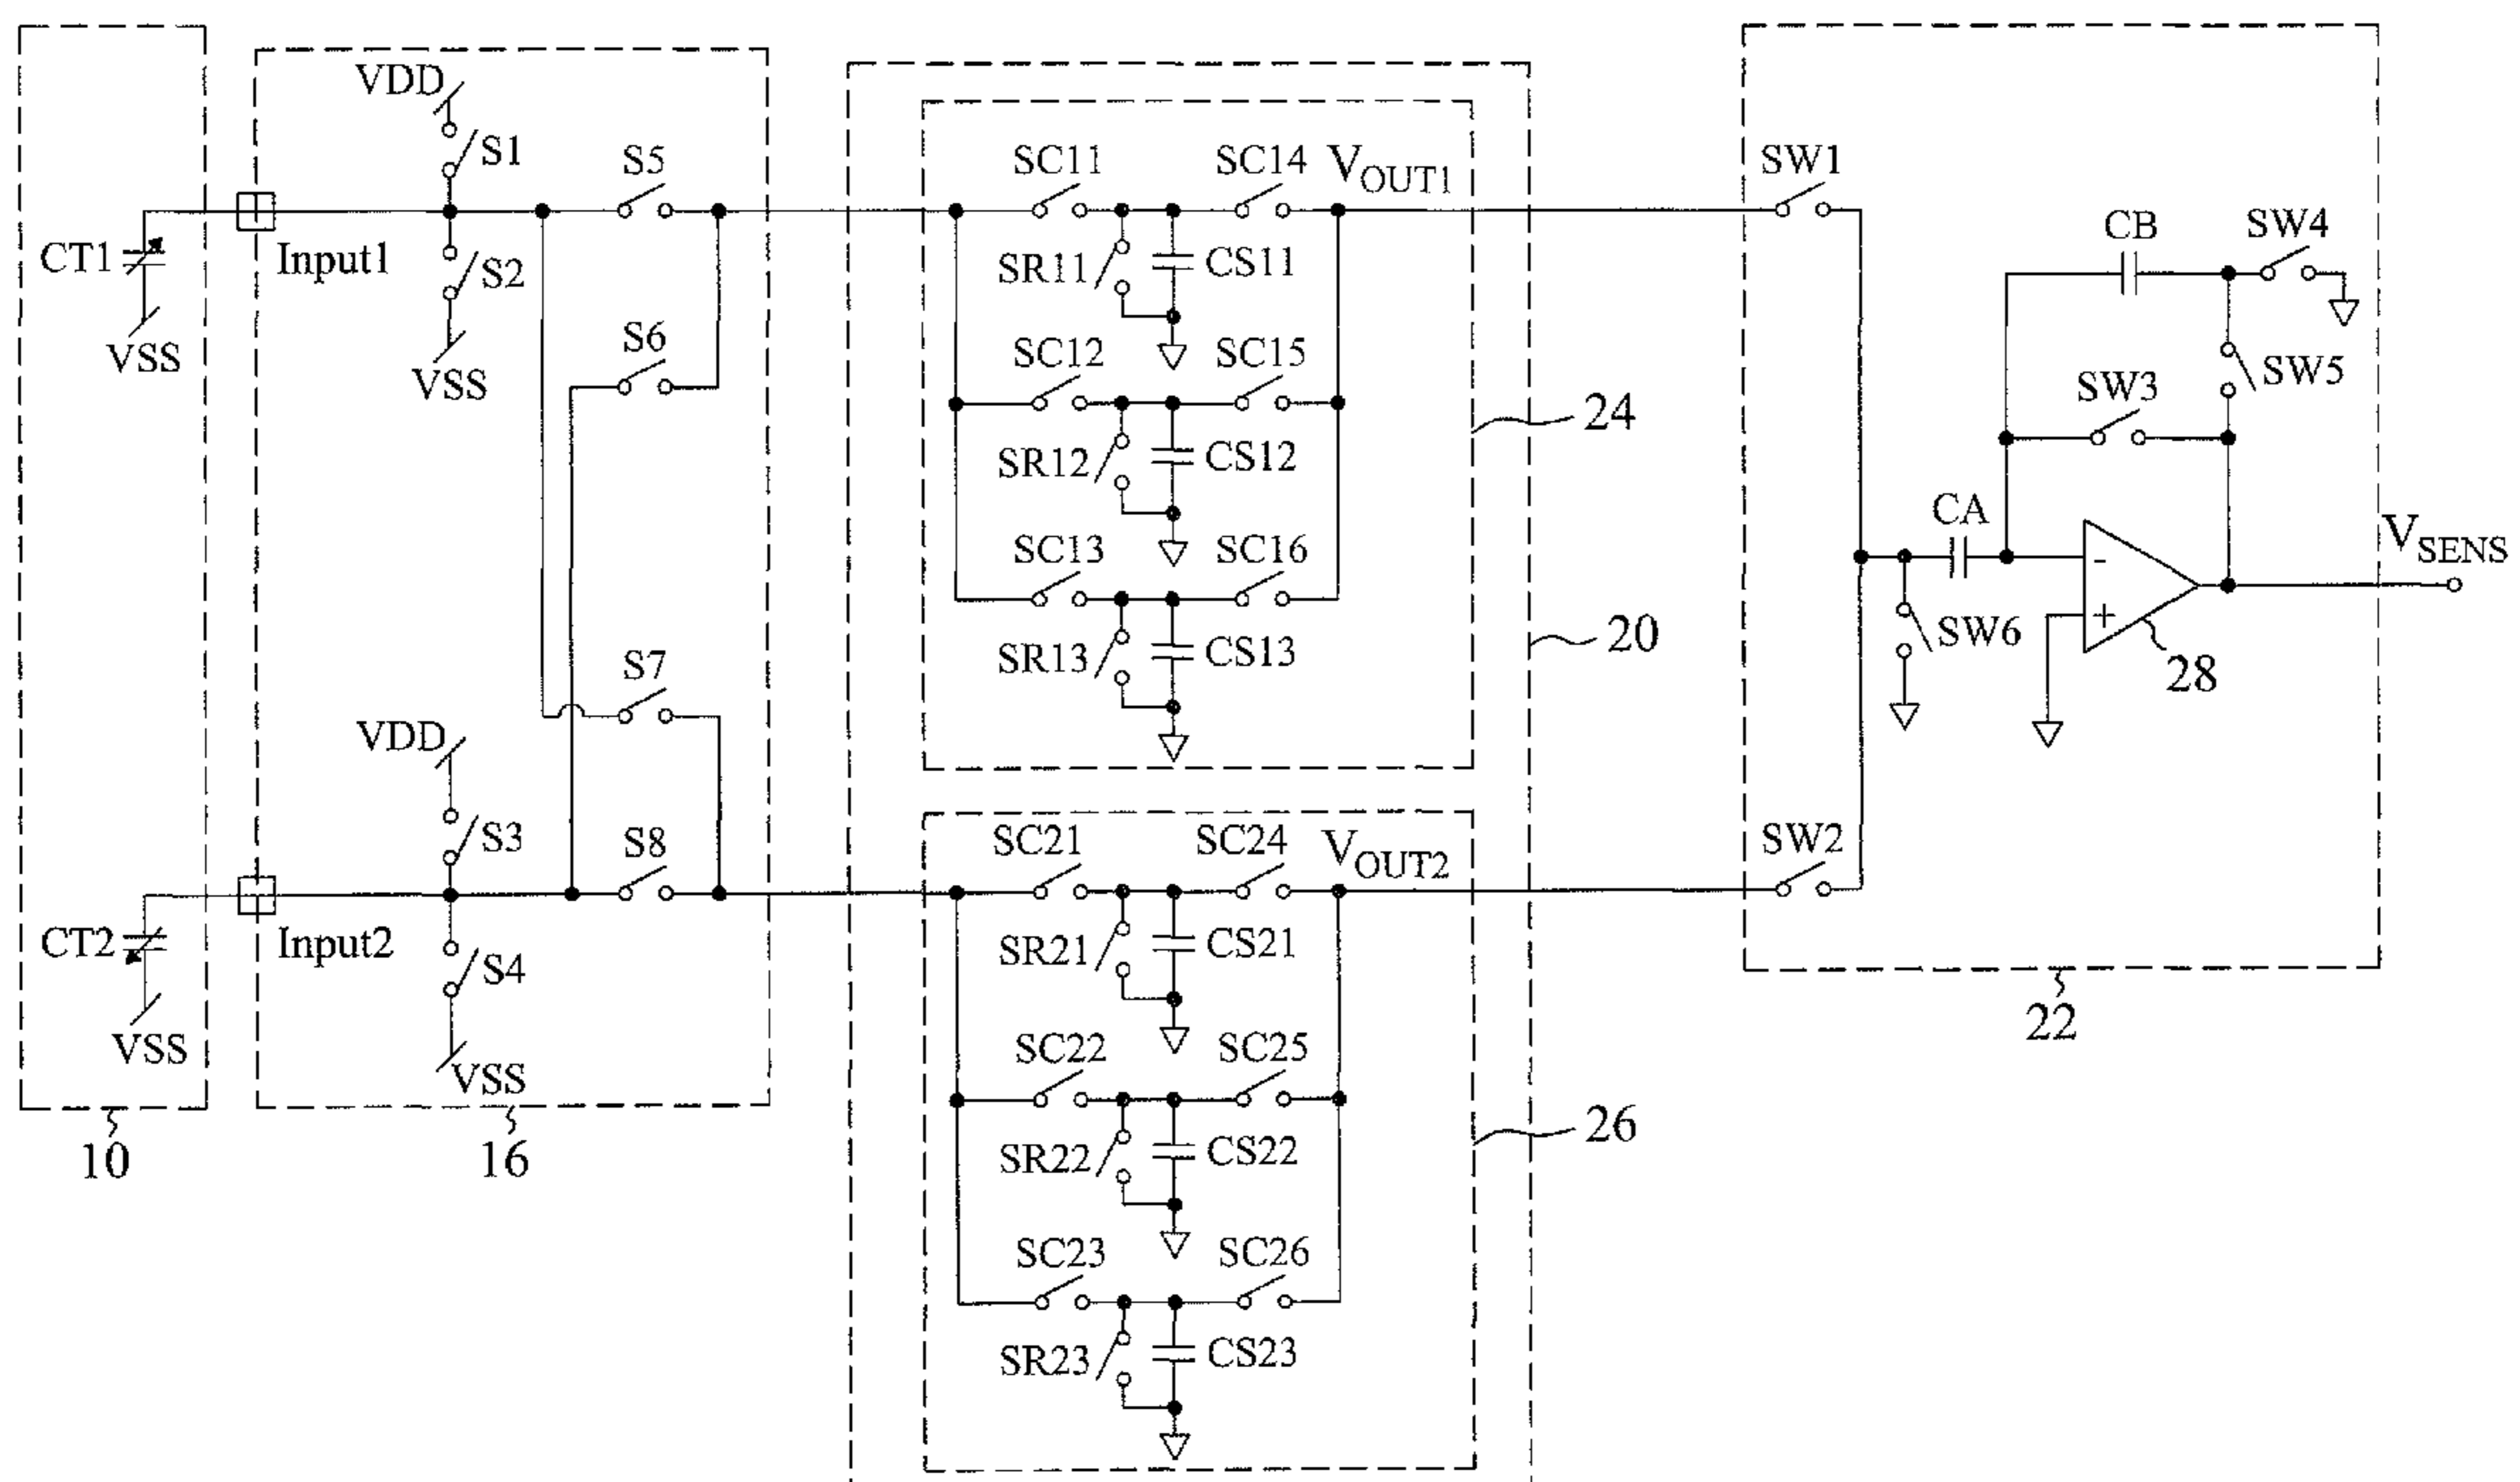 VDD
S1
S5
SC11
SC14
VOUT1
SW1
CT1
Input1
S2
SR11
CS11
CB
SW4
VSS
VSS
S6
SC12
SC15
SW3
SW5
24
SR12
CS12
CA
SC13
SC16
VSENS
SR13
CS13
20
SW6
28
S7
VDD
S3
S8
SC21
SC24
VOUT2
SW2
CT2
Input2
S4
SR21
CS21
VSS
VSS
22
SC22
SC25
10
16
SR22
CS22
26
SC23
SC26
SR23
CS23